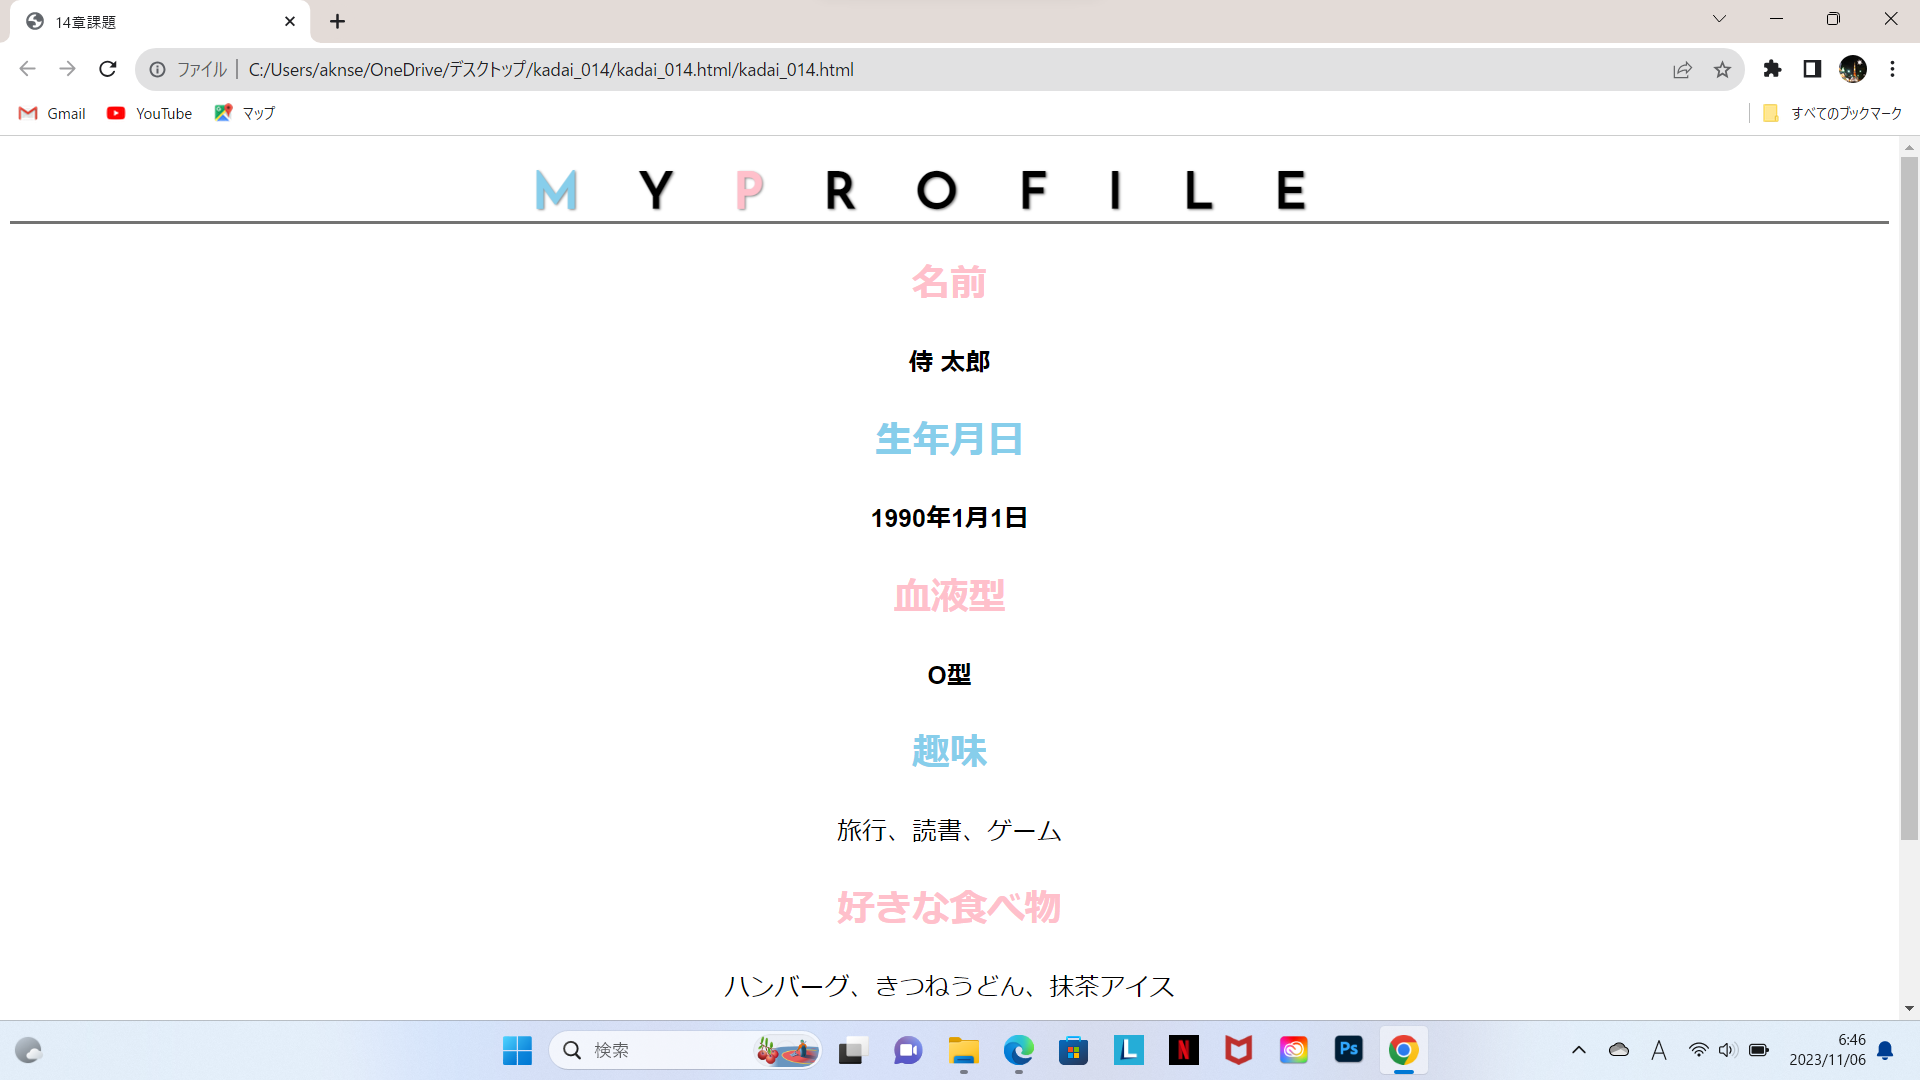 14章課題
ファイル | C:/Users/aknse/OneDrive/デスクトップ/kadai_014/kadai_014.html/kadai_014.html
Gmail YouTube マップ すべてのブックマーク
M Y P R O F I L E
名前
侍 太郎
生年月日
1990年1月1日
血液型
O型
趣味
旅行、読書、ゲーム
好きな食べ物
ハンバーグ、きつねうどん、抹茶アイス
検索
L
N
Ps
A
6:46
2023/11/06